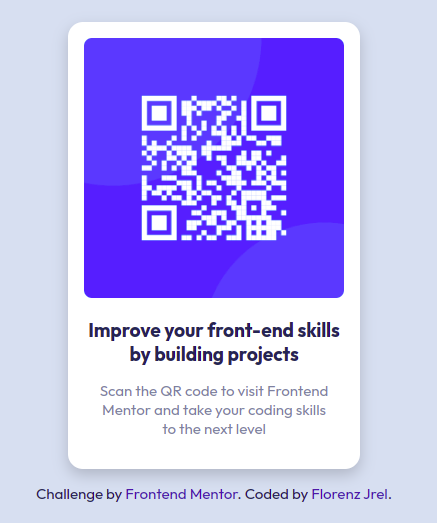 Improve your front-end skills
by building projects
Scan the QR code to visit Frontend
Mentor and take your coding skills
to the next level
Challenge by Frontend Mentor. Coded by Florenz Jrel.